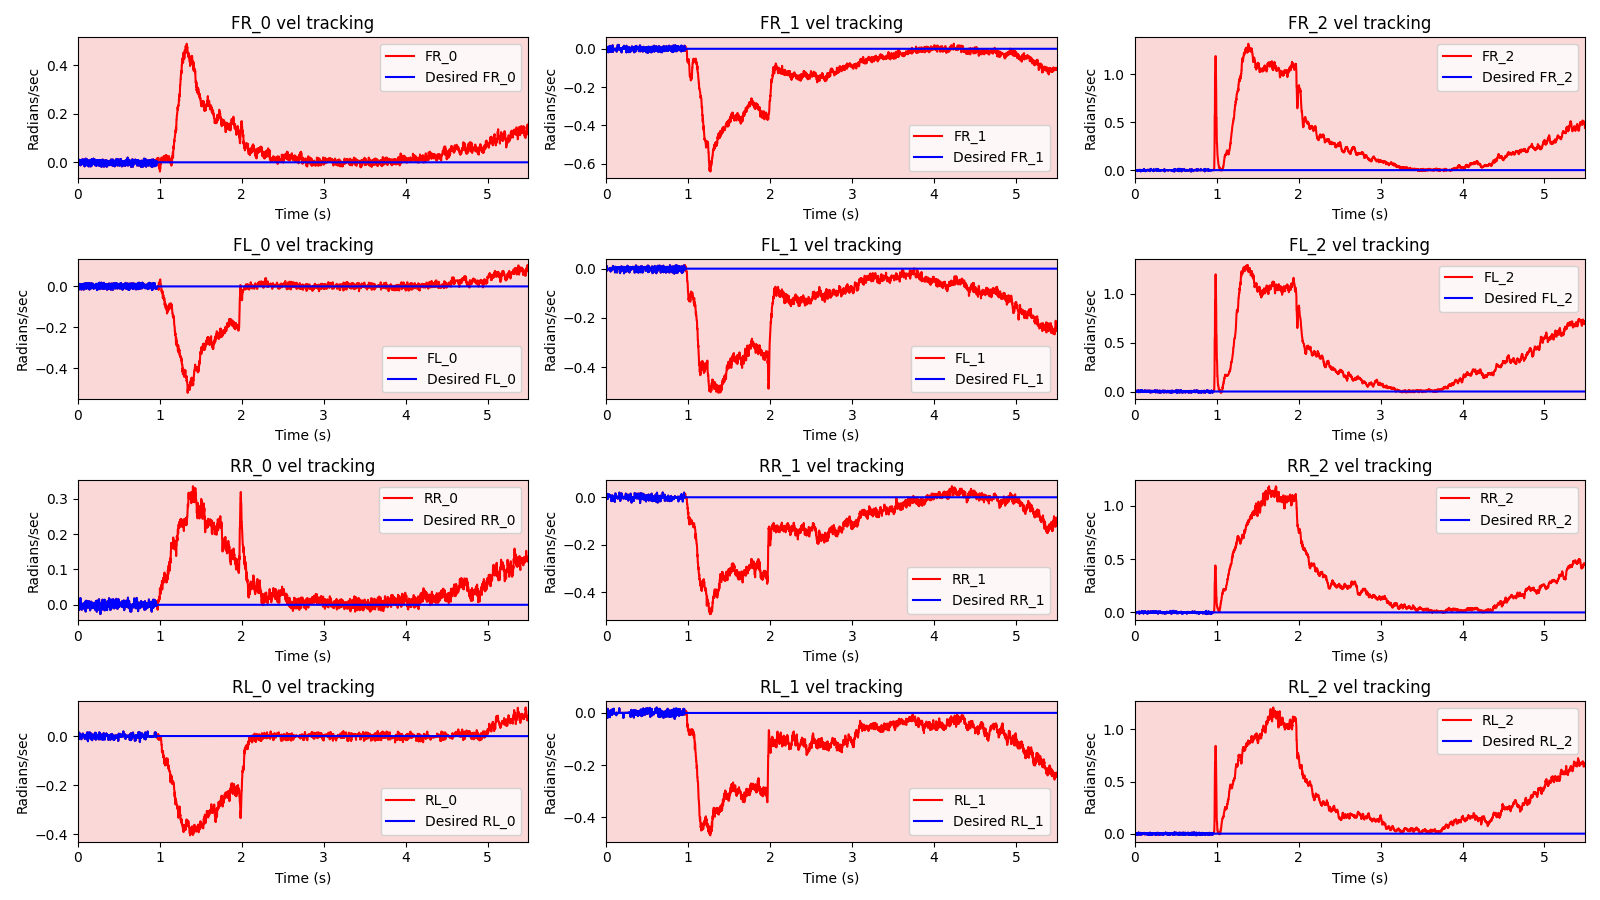 FR_0 vel tracking
FR_1 vel tracking
FR_2 vel tracking
Radians/sec
0.4
0.2
0.0
FR_0
Desired FR_0
0 1 2 3 4 5
Time (s)
Radians/sec
0.0
−0.2
−0.4
−0.6
FR_1
Desired FR_1
0 1 2 3 4 5
Time (s)
Radians/sec
1.0
0.5
0.0
FR_2
Desired FR_2
0 1 2 3 4 5
Time (s)
FL_0 vel tracking
FL_1 vel tracking
FL_2 vel tracking
Radians/sec
0.0
−0.2
−0.4
FL_0
Desired FL_0
0 1 2 3 4 5
Time (s)
Radians/sec
0.0
−0.2
−0.4
FL_1
Desired FL_1
0 1 2 3 4 5
Time (s)
Radians/sec
1.0
0.5
0.0
FL_2
Desired FL_2
0 1 2 3 4 5
Time (s)
RR_0 vel tracking
RR_1 vel tracking
RR_2 vel tracking
Radians/sec
0.3
0.2
0.1
0.0
RR_0
Desired RR_0
0 1 2 3 4 5
Time (s)
Radians/sec
0.0
−0.2
−0.4
RR_1
Desired RR_1
0 1 2 3 4 5
Time (s)
Radians/sec
1.0
0.5
0.0
RR_2
Desired RR_2
0 1 2 3 4 5
Time (s)
RL_0 vel tracking
RL_1 vel tracking
RL_2 vel tracking
Radians/sec
0.0
−0.2
−0.4
RL_0
Desired RL_0
0 1 2 3 4 5
Time (s)
Radians/sec
0.0
−0.2
−0.4
RL_1
Desired RL_1
0 1 2 3 4 5
Time (s)
Radians/sec
1.0
0.5
0.0
RL_2
Desired RL_2
0 1 2 3 4 5
Time (s)